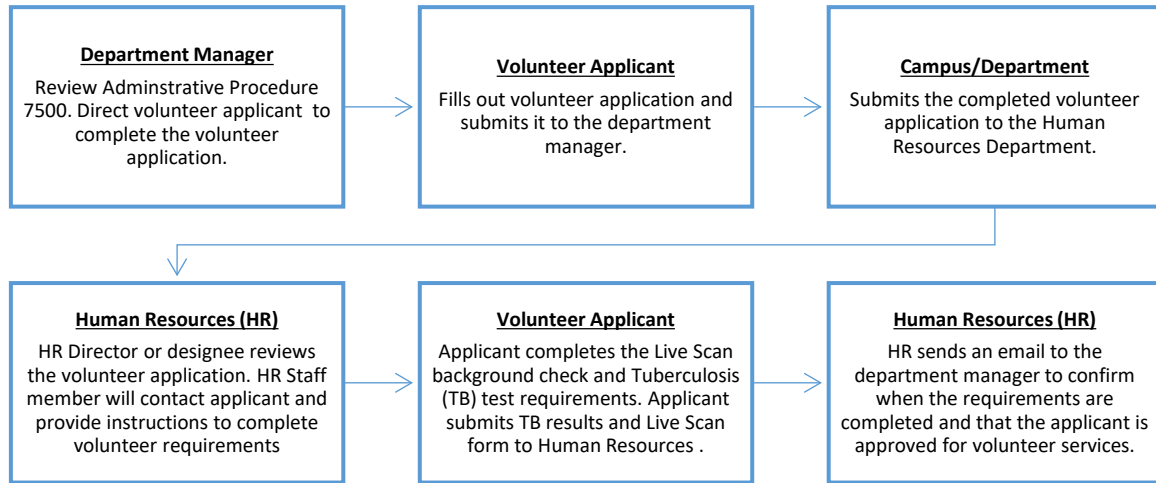 Department Manager
Review Adminstrative Procedure
7500. Direct volunteer applicant to
complete the volunteer
application.
Volunteer Applicant
Fills out volunteer application and
submits it to the department
manager.
Campus/Department
Submits the completed volunteer
application to the Human
Resources Department.
Human Resources (HR)
HR Director or designee reviews
the volunteer application. HR Staff
member will contact applicant and
provide instructions to complete
volunteer requirements
Volunteer Applicant
Applicant completes the Live Scan
background check and Tuberculosis
(TB) test requirements. Applicant
submits TB results and Live Scan
form to Human Resources .
Human Resources (HR)
HR sends an email to the
department manager to confirm
when the requirements are
completed and that the applicant is
approved for volunteer services.